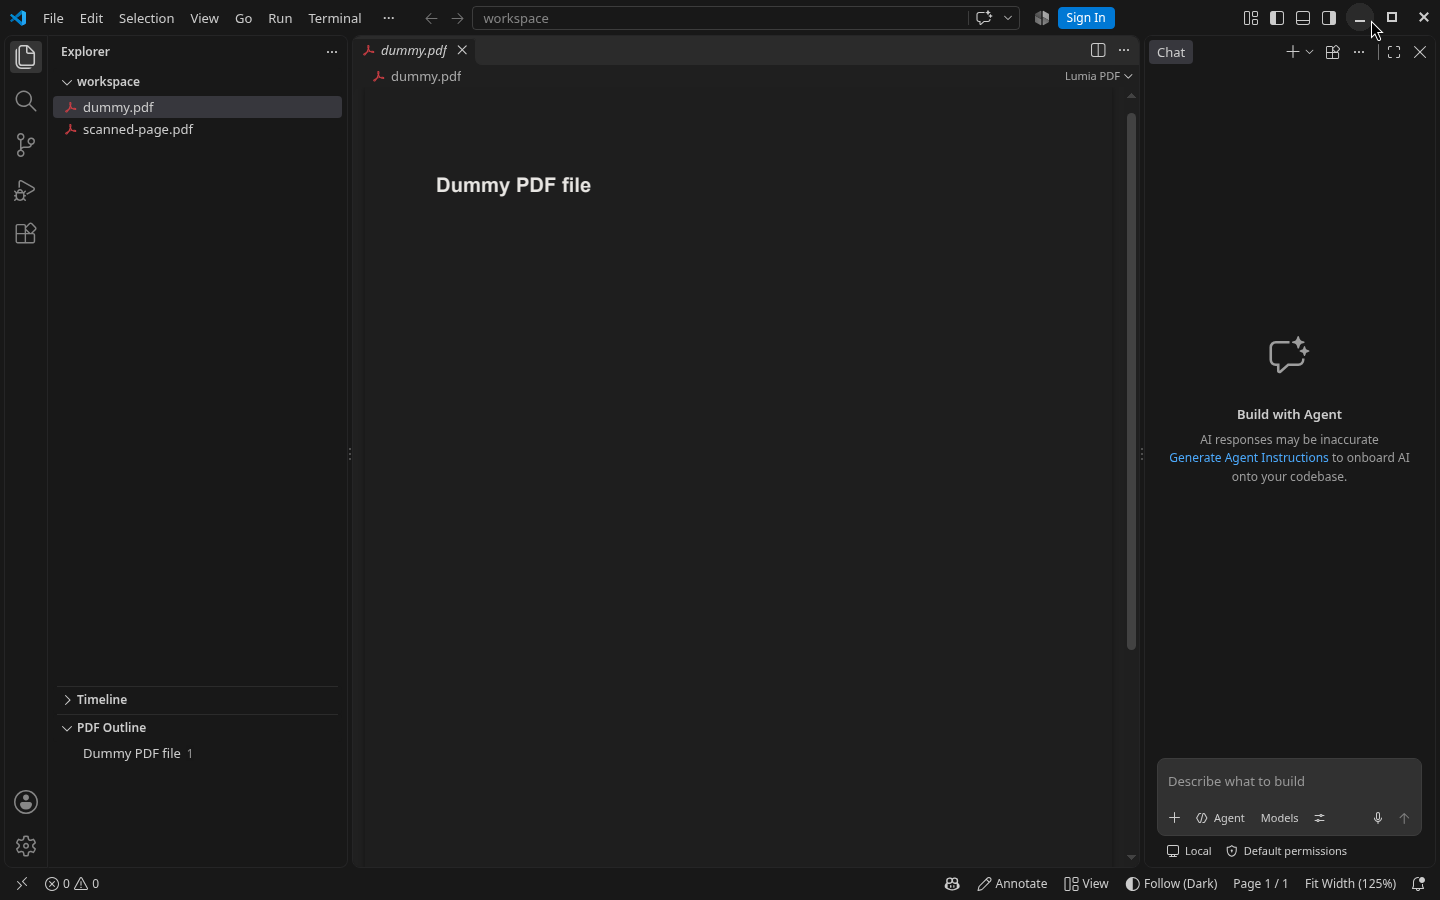 File Edit Selection View Go Run Terminal
workspace
Sign In
Explorer
workspace
dummy.pdf
scanned-page.pdf
Timeline
PDF Outline
Dummy PDF file 1
dummy.pdf
dummy.pdf
Lumia PDF
Dummy PDF file
Chat
Build with Agent
AI responses may be inaccurate
Generate Agent Instructions to onboard AI
onto your codebase.
Describe what to build
Agent Models
Local Default permissions
0 0
Annotate View Follow (Dark) Page 1 / 1 Fit Width (125%)